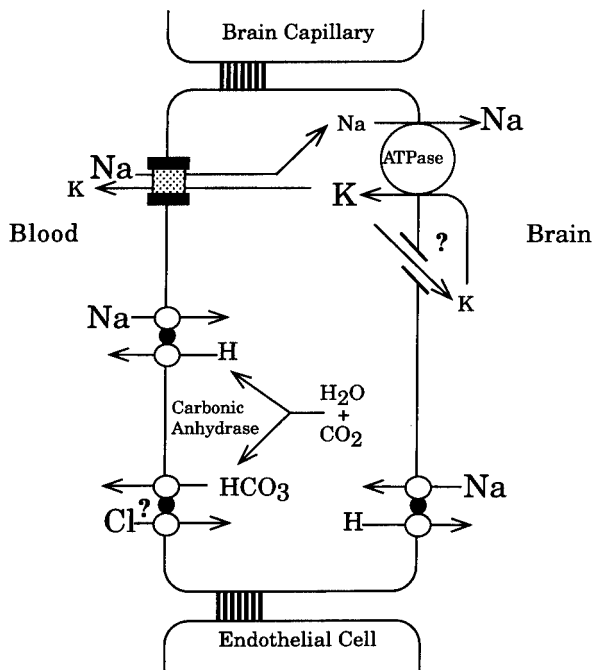 Brain Capillary
Na Na
ATPase
Na
K K
Blood
?
Brain
K
Na
H
H2O
+
CO2
Carbonic
Anhydrase
HCO3
Na
?
Cl
H
Endothelial Cell